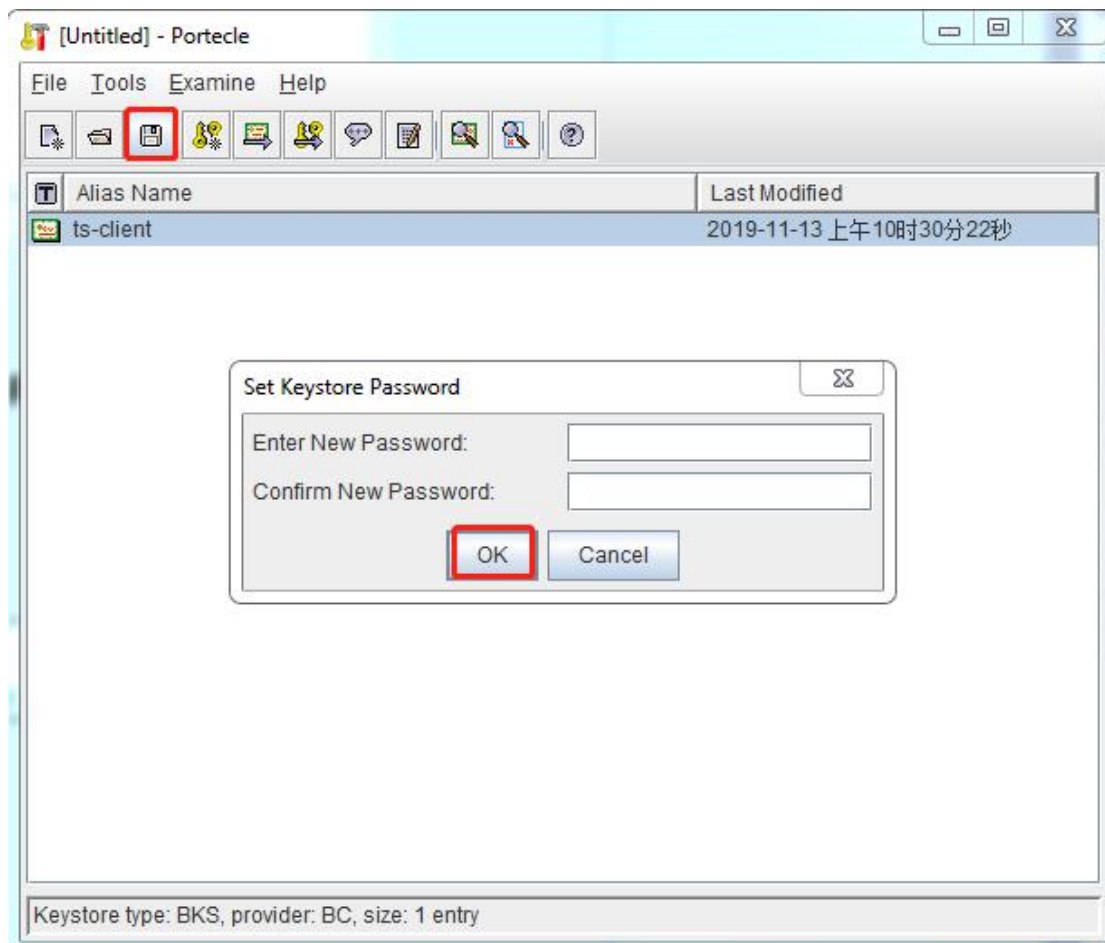 [Untitled] - Portecle
File Tools Examine Help
Alias Name Last Modified
ts-client 2019-11-13 上午10时30分22秒
Set Keystore Password
Enter New Password:
Confirm New Password:
OK Cancel
Keystore type: BKS, provider: BC, size: 1 entry